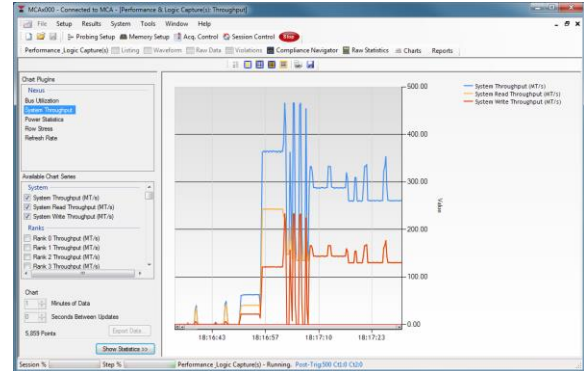 MCAx000 - Connected to MCA - [Performance & Logic Capture(s): Throughput]
File Setup Results System Tools Window Help
Probing Setup Memory Setup Acq. Control Session Control Stop
Performance_Logic Capture(s) Listing Waveform Raw Data Violations Compliance Navigator Raw Statistics Charts Reports
Chart Plugins
Nexus
Bus Utilization
System Throughput
Power Statistics
Row Stress
Refresh Rate
Available Chart Series
System
System Throughput (MT/s)
System Read Throughput (MT/s)
System Write Throughput (MT/s)
Ranks
Rank 0 Throughput (MT/s)
Rank 1 Throughput (MT/s)
Rank 2 Throughput (MT/s)
Rank 3 Throughput (MT/s)
Chart
Minutes of Data
Seconds Between Updates
5,059 Points
Export Data
Show Statistics >>
500.00
400.00
300.00
200.00
100.00
0.00
Value
18:16:43 18:16:57 18:17:10 18:17:23
System Throughput (MT/s)
System Read Throughput (MT/s)
System Write Throughput (MT/s)
Session % Step % Performance_Logic Capture(s) - Running. Post-Trig:500 Ct1:0 Ct2:0